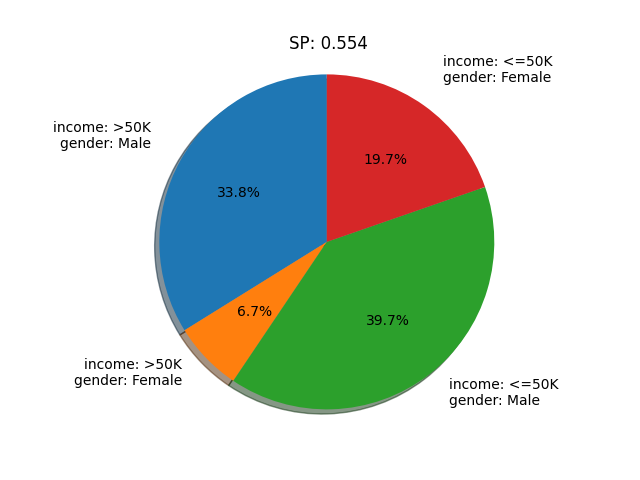 SP: 0.554
income: <=50K
gender: Female
income: >50K
gender: Male
19.7%
33.8%
6.7%
39.7%
income: >50K
gender: Female
income: <=50K
gender: Male